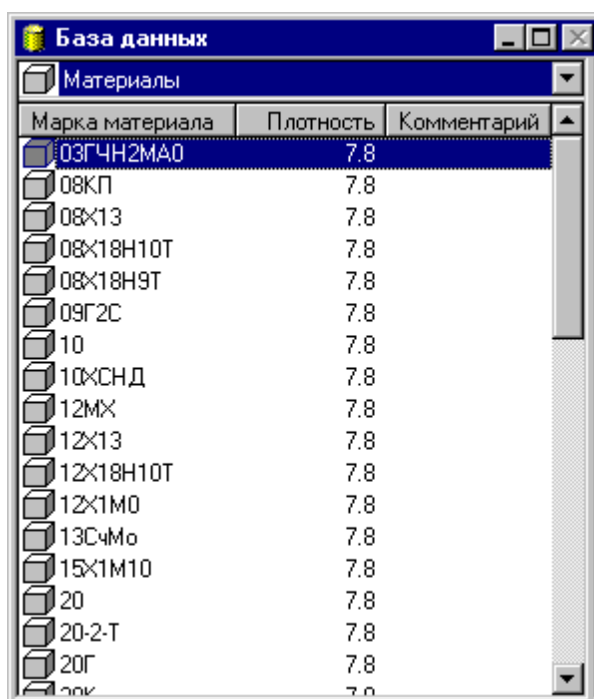 База данных
Материалы
Марка материала Плотность Комментарий
03ГЧН2МА0 7.8
08КП 7.8
08Х13 7.8
08Х18Н10Т 7.8
08Х18Н9Т 7.8
09Г2С 7.8
10 7.8
10ХСНД 7.8
12МХ 7.8
12Х13 7.8
12Х18Н10Т 7.8
12Х1М0 7.8
13СчМо 7.8
15Х1М10 7.8
20 7.8
20-2-Т 7.8
20Г 7.8
20К 7.8